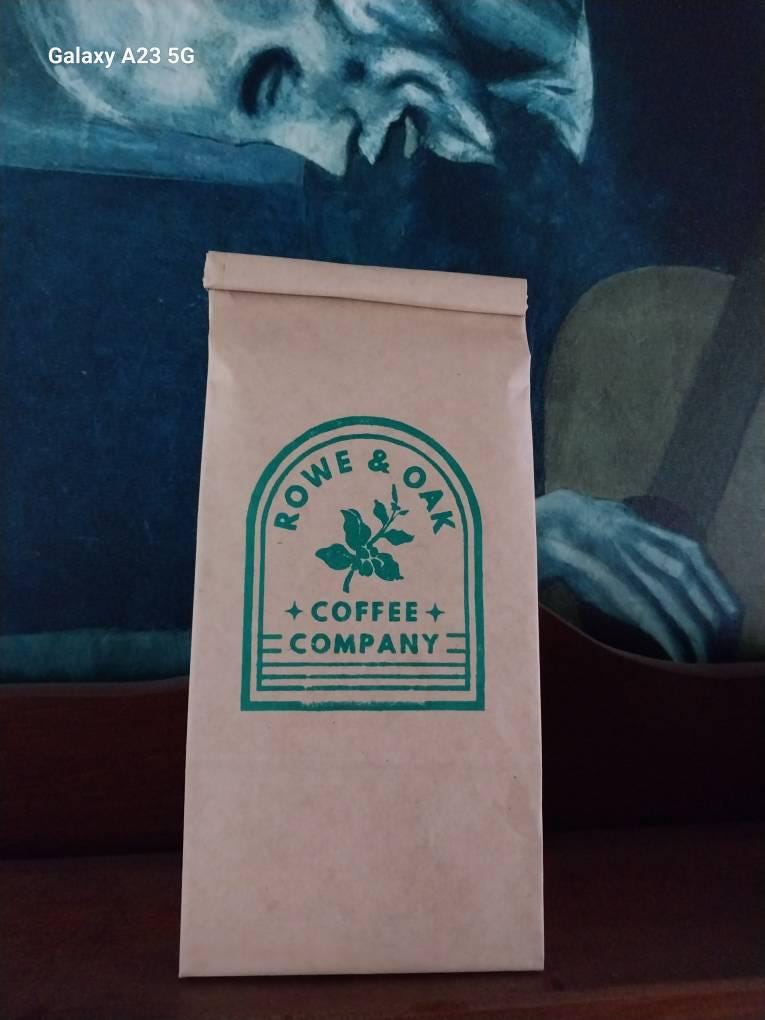 Galaxy A23 5G
ROWE & OAK
COFFEE
COMPANY